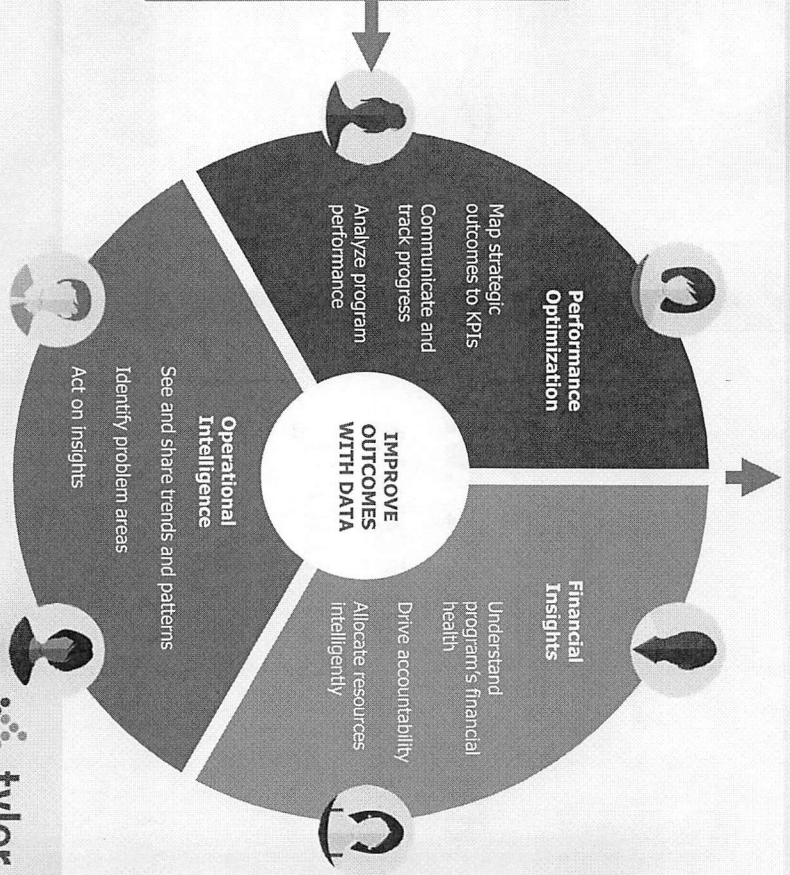 Performance
Optimization
Map strategic
outcomes to KPIs
Communicate and
track progress
Analyze program
performance
Financial
Insights
Understand
program's financial
health
Drive accountability
Allocate resources
intelligently
IMPROVE
OUTCOMES
WITH DATA
Operational
Intelligence
See and share trends and patterns
Identify problem areas
Act on insights
tyler